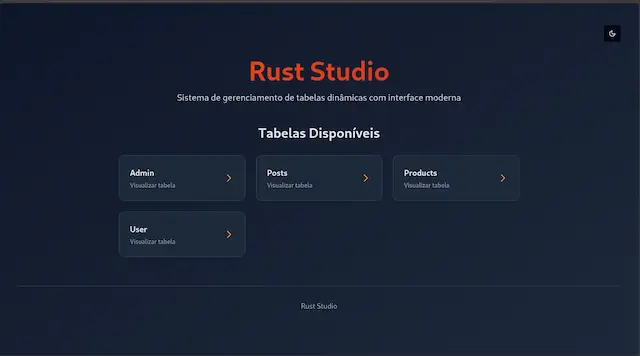 Rust Studio
Sistema de gerenciamento de tabelas dinâmicas com interface moderna
Tabelas Disponíveis
Admin
Visualizar tabela
Posts
Visualizar tabela
Products
Visualizar tabela
User
Visualizar tabela
Rust Studio